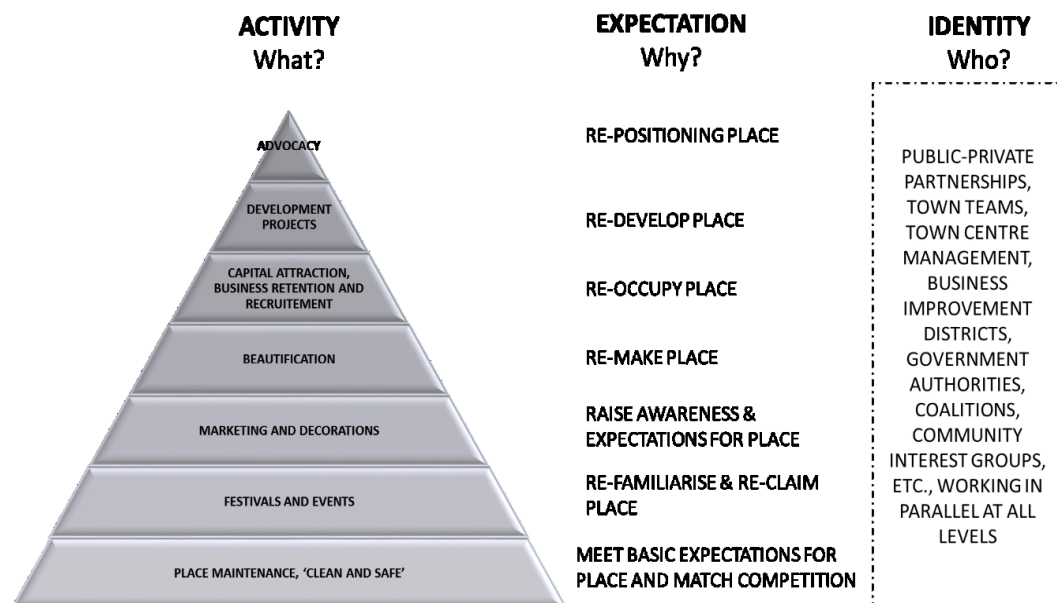 ACTIVITY
What?
EXPECTATION
Why?
IDENTITY
Who?
ADVOCACY
RE-POSITIONING PLACE
DEVELOPMENT
PROJECTS
RE-DEVELOP PLACE
CAPITAL ATTRACTION,
BUSINESS RETENTION AND
RECRUITEMENT
RE-OCCUPY PLACE
BEAUTIFICATION
RE-MAKE PLACE
MARKETING AND DECORATIONS
RAISE AWARENESS &
EXPECTATIONS FOR PLACE
FESTIVALS AND EVENTS
RE-FAMILIARISE & RE-CLAIM
PLACE
PLACE MAINTENANCE, ‘CLEAN AND SAFE’
MEET BASIC EXPECTATIONS FOR
PLACE AND MATCH COMPETITION
PUBLIC-PRIVATE
PARTNERSHIPS,
TOWN TEAMS,
TOWN CENTRE
MANAGEMENT,
BUSINESS
IMPROVEMENT
DISTRICTS,
GOVERNMENT
AUTHORITIES,
COALITIONS,
COMMUNITY
INTEREST GROUPS,
ETC., WORKING IN
PARALLEL AT ALL
LEVELS